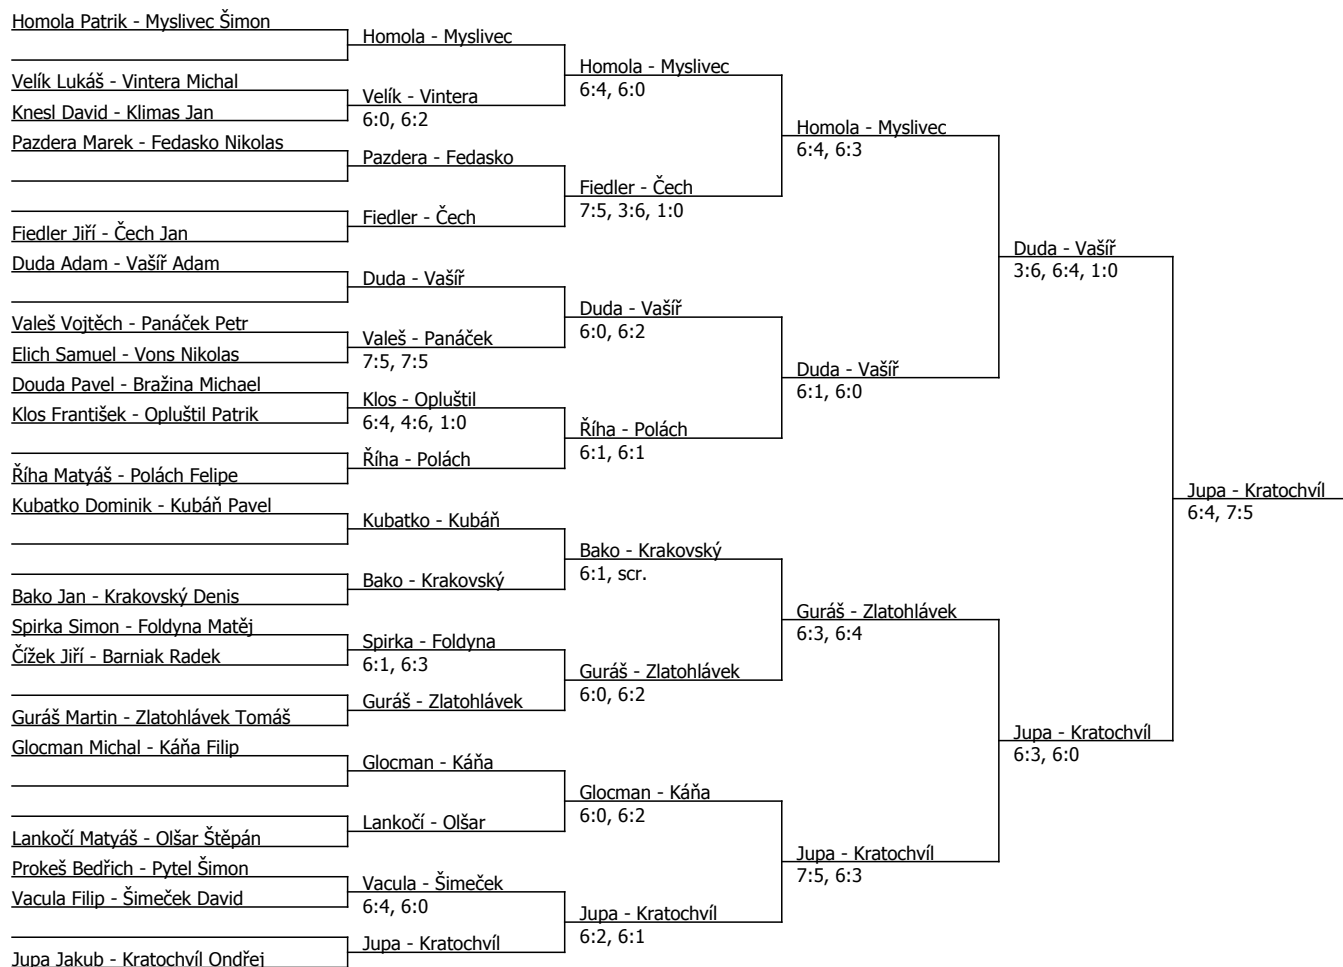 Homola Patrik - Myslivec Šimon
Velík Lukáš - Vintera Michal
Knesl David - Klimas Jan
Pazdera Marek - Fedasko Nikolas
Fiedler Jiří - Čech Jan
Duda Adam - Vašíř Adam
Valeš Vojtěch - Panáček Petr
Elich Samuel - Vons Nikolas
Douda Pavel - Bražina Michael
Klos František - Opluštil Patrik
Říha Matyáš - Polách Felipe
Kubatko Dominik - Kubáň Pavel
Bako Jan - Krakovský Denis
Spirka Simon - Foldyna Matěj
Čížek Jiří - Barniak Radek
Guráš Martin - Zlatohlávek Tomáš
Glocman Michal - Káňa Filip
Lankočí Matyáš - Olšar Štěpán
Prokeš Bedřich - Pytel Šimon
Vacula Filip - Šimeček David
Jupa Jakub - Kratochvíl Ondřej
Homola - Myslivec
Velík - Vintera
6:0, 6:2
Pazdera - Fedasko
Fiedler - Čech
Duda - Vašíř
Valeš - Panáček
7:5, 7:5
Klos - Opluštil
6:4, 4:6, 1:0
Říha - Polách
Kubatko - Kubáň
Bako - Krakovský
Spirka - Foldyna
6:1, 6:3
Guráš - Zlatohlávek
Glocman - Káňa
Lankočí - Olšar
Vacula - Šimeček
6:4, 6:0
Jupa - Kratochvíl
Homola - Myslivec
6:4, 6:0
Fiedler - Čech
7:5, 3:6, 1:0
Duda - Vašíř
6:0, 6:2
Říha - Polách
6:1, 6:1
Bako - Krakovský
6:1, scr.
Guráš - Zlatohlávek
6:0, 6:2
Glocman - Káňa
6:0, 6:2
Jupa - Kratochvíl
6:2, 6:1
Homola - Myslivec
6:4, 6:3
Duda - Vašíř
6:1, 6:0
Guráš - Zlatohlávek
6:3, 6:4
Jupa - Kratochvíl
7:5, 6:3
Duda - Vašíř
3:6, 6:4, 1:0
Jupa - Kratochvíl
6:3, 6:0
Jupa - Kratochvíl
6:4, 7:5